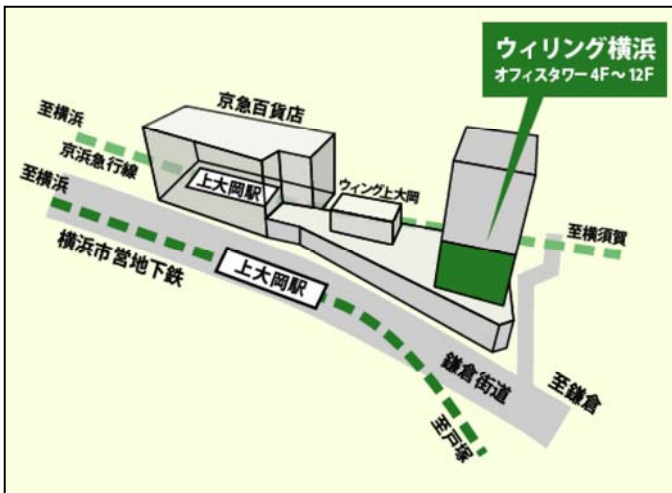 ウィリング横浜
オフィスタワー 4F～12F
京急百貨店
至横浜
京浜急行線
上大岡駅
ウィング上大岡
至横須賀
至横浜
横浜市営地下鉄
上大岡駅
鎌倉街道
至鎌倉
至戸塚